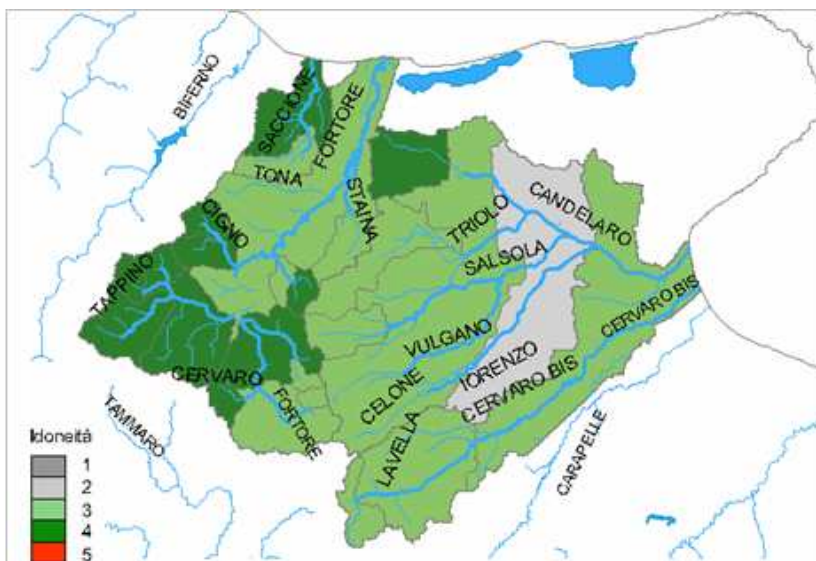 BIFERNO
SACCIONE
FORTORE
TONA
STAINA
CIGNO
CANDELARO
TRIOLO
SALSOLA
TAPPINO
CERVARO BIS
VULGANO
CERVARO
lORENZO
CELONE
CERVARO BIS
FORTORE
LAVELLA
TAMMARO
CARAPELLE
Idoneità
1
2
3
4
5